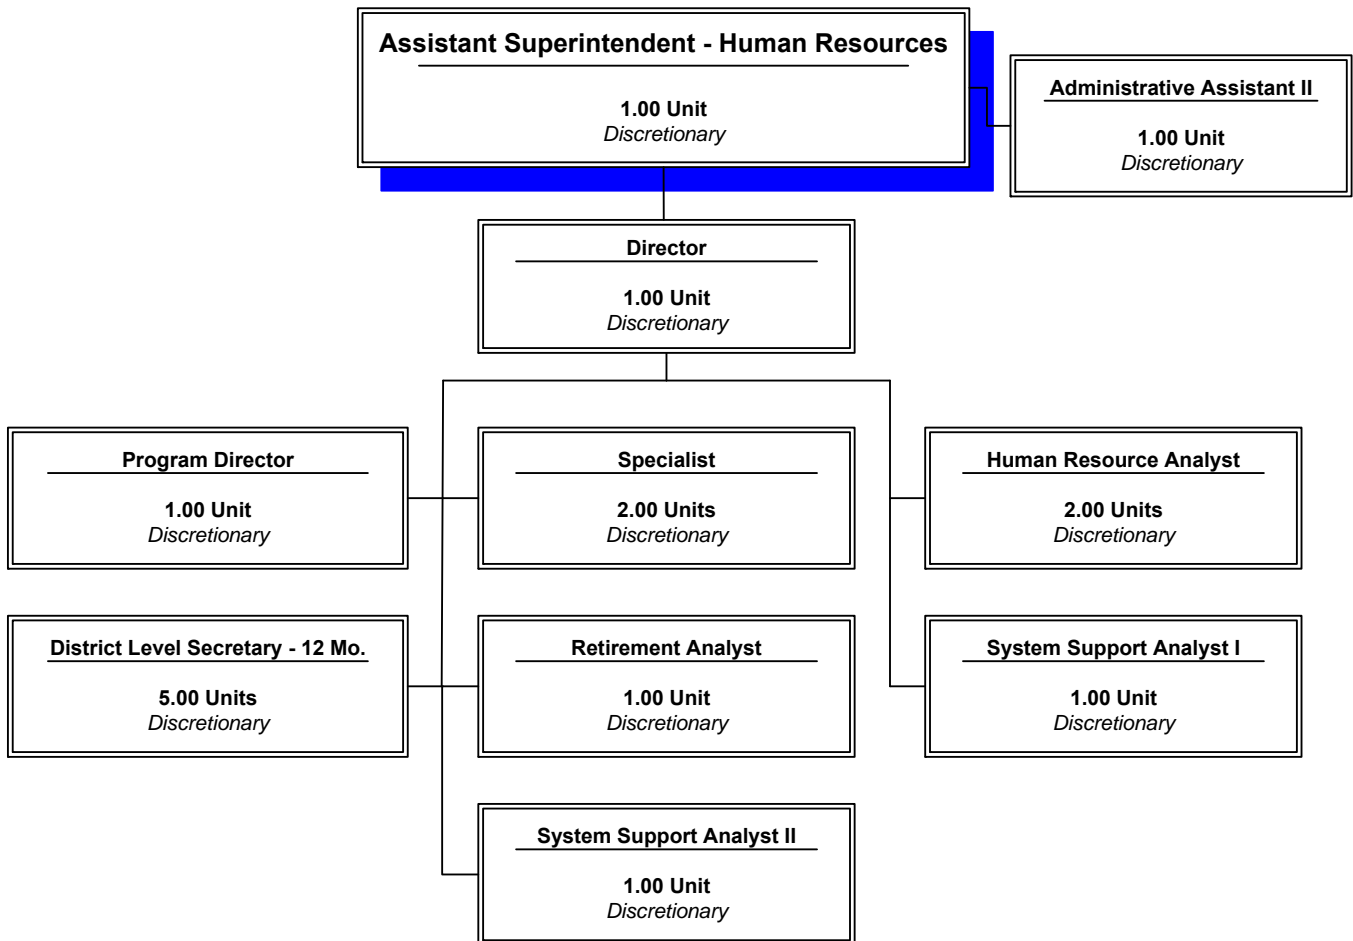 Assistant Superintendent - Human Resources
1.00 Unit
Discretionary
Administrative Assistant II
1.00 Unit
Discretionary
Director
1.00 Unit
Discretionary
Program Director
1.00 Unit
Discretionary
Specialist
2.00 Units
Discretionary
Human Resource Analyst
2.00 Units
Discretionary
District Level Secretary - 12 Mo.
5.00 Units
Discretionary
Retirement Analyst
1.00 Unit
Discretionary
System Support Analyst I
1.00 Unit
Discretionary
System Support Analyst II
1.00 Unit
Discretionary